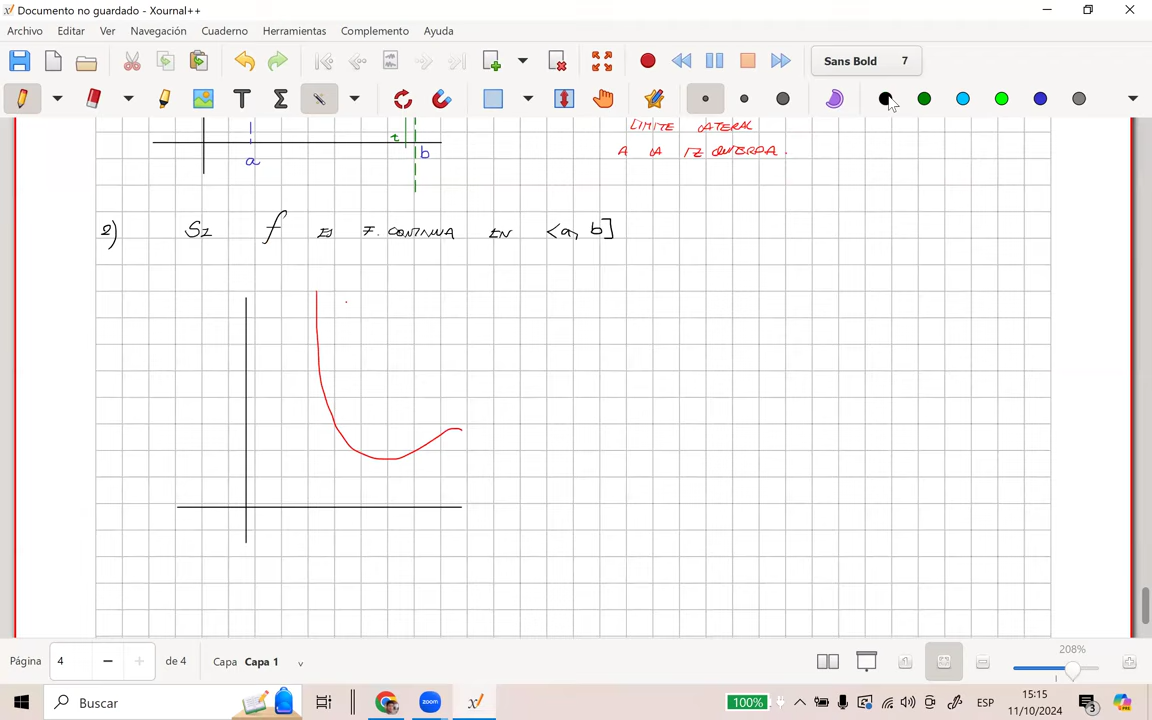 Documento no guardado - Xournal++
Archivo Editar Ver Navegación Cuaderno Herramientas Complemento Ayuda
Sans Bold 7
t
a
b
LIMITE LATERAL
A LA IZQUIERDA.
2) SI f ES F. CONTINUA EN <a, b]
Página 4 de 4 Capa Capa 1
208%
Buscar
100%
ESP
15:15
11/10/2024
3